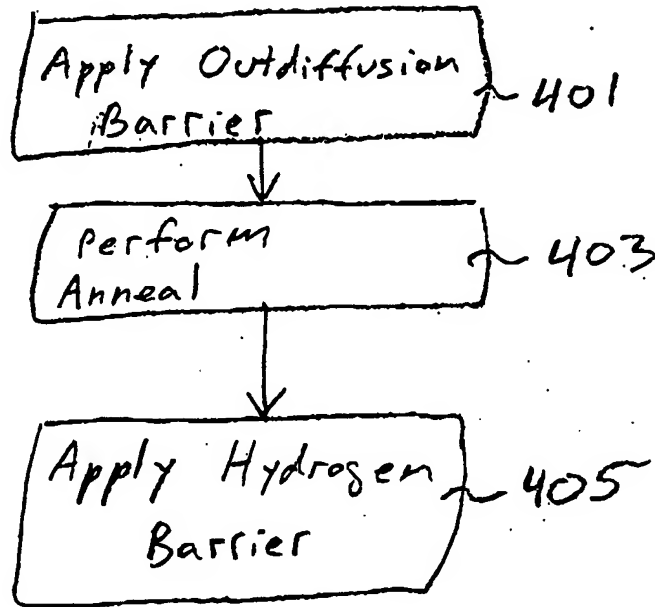 Apply Outdiffusion
Barrier
401
Perform
Anneal
403
Apply Hydrogen
Barrier
405